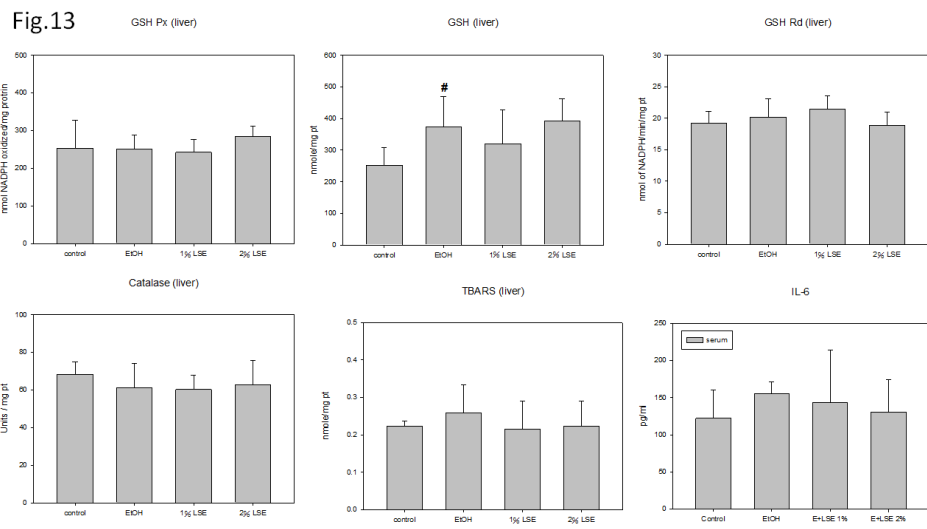 Fig.13
GSH Px (liver)
nmol NADPH oxidized/mg protrin
500
400
300
200
100
0
control EtOH 1% LSE 2% LSE
GSH (liver)
nmole/mg pt
600
500
400
300
200
100
0
#
control EtOH 1% LSE 2% LSE
GSH Rd (liver)
nmol of NADPH/min/mg pt
30
25
20
15
10
5
0
control EtOH 1% LSE 2% LSE
Catalase (liver)
Units / mg pt
100
80
60
40
20
0
control EtOH 1% LSE 2% LSE
TBARS (liver)
nmole/mg pt
0.5
0.4
0.3
0.2
0.1
0.0
control EtOH 1% LSE 2% LSE
IL-6
pg/ml
250
200
150
100
50
0
serum
Control EtOH E+LSE 1% E+LSE 2%